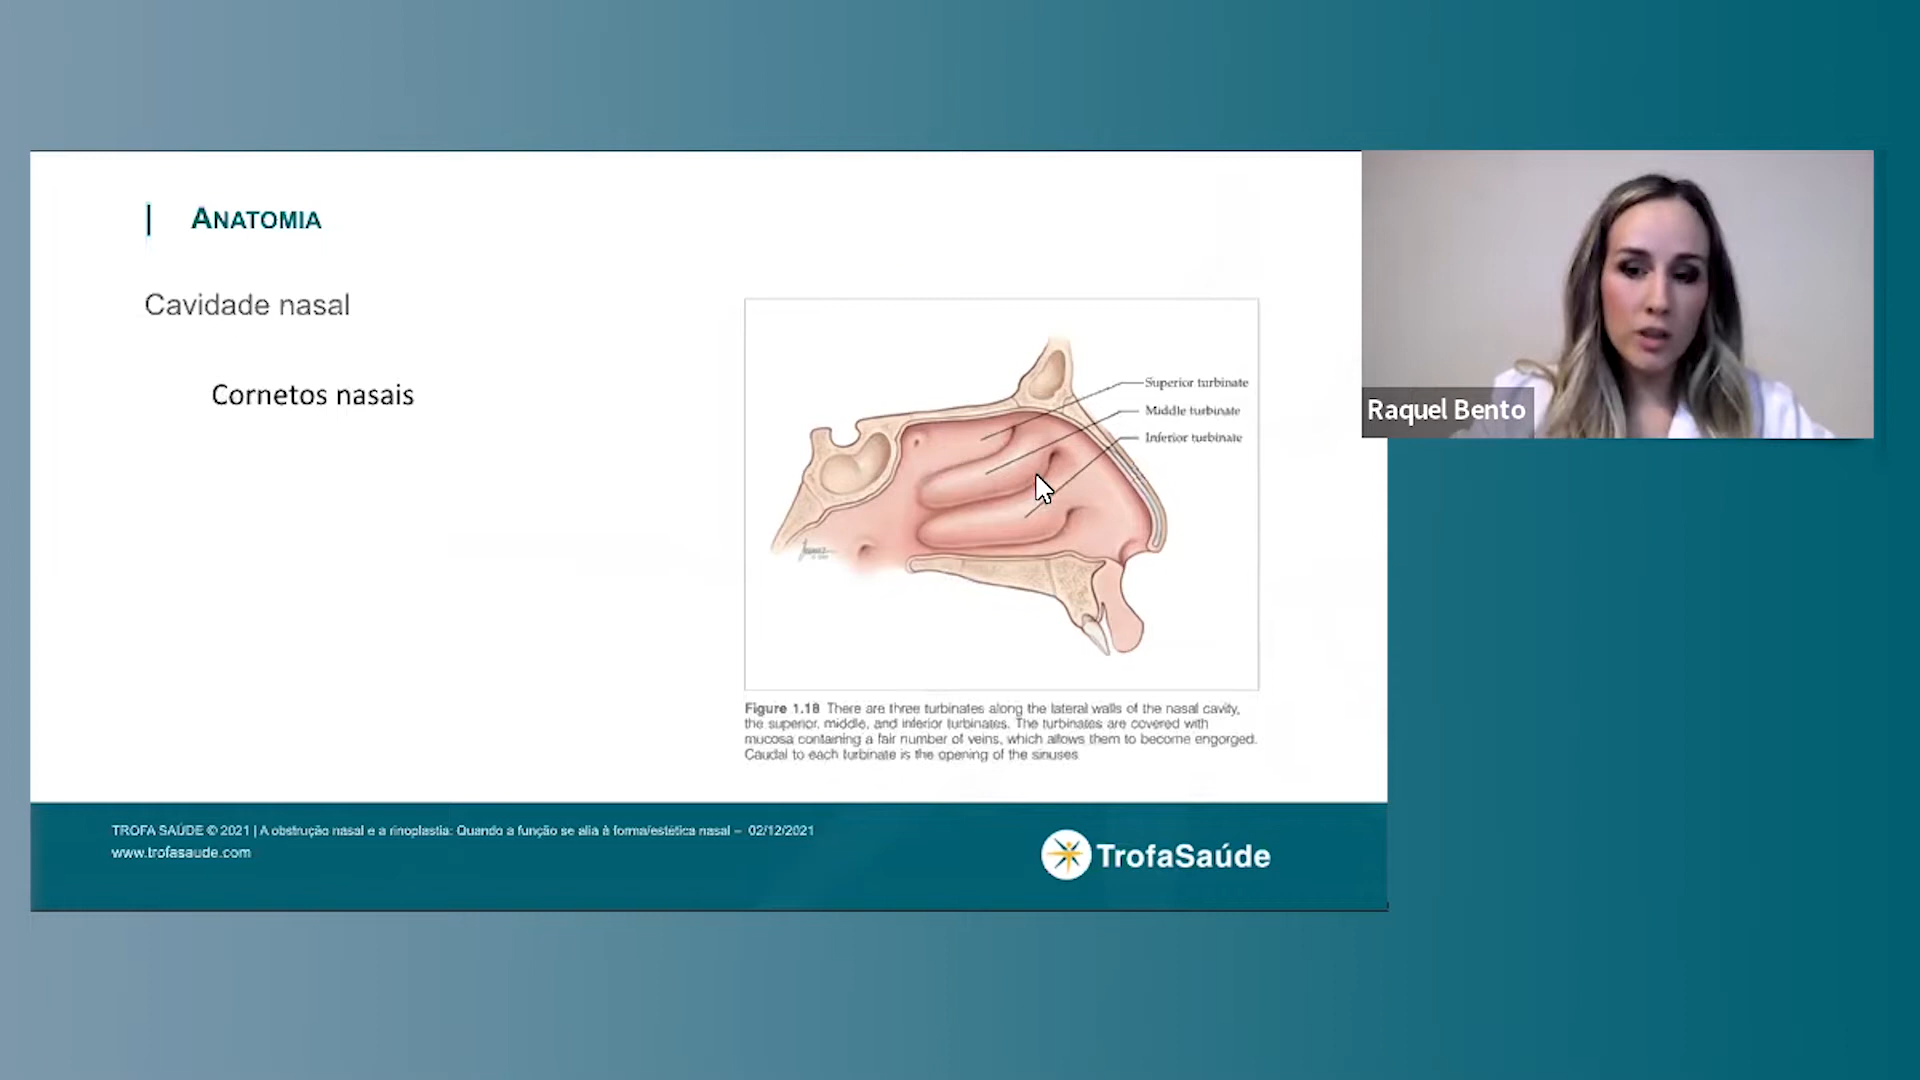 ANATOMIA
Cavidade nasal
Cornetos nasais
Superior turbinate
Middle turbinate
Inferior turbinate
Figure 1.18 There are three turbinates along the lateral walls of the nasal cavity,
the superior, middle, and inferior turbinates. The turbinates are covered with
mucosa containing a fair number of veins, which allows them to become engorged.
Caudal to each turbinate is the opening of the sinuses
TROFA SAÚDE © 2021 | A obstrução nasal e a rinoplastia: Quando a função se alia à forma/estética nasal – 02/12/2021
www.trofasaude.com
TrofaSaúde
Raquel Bento